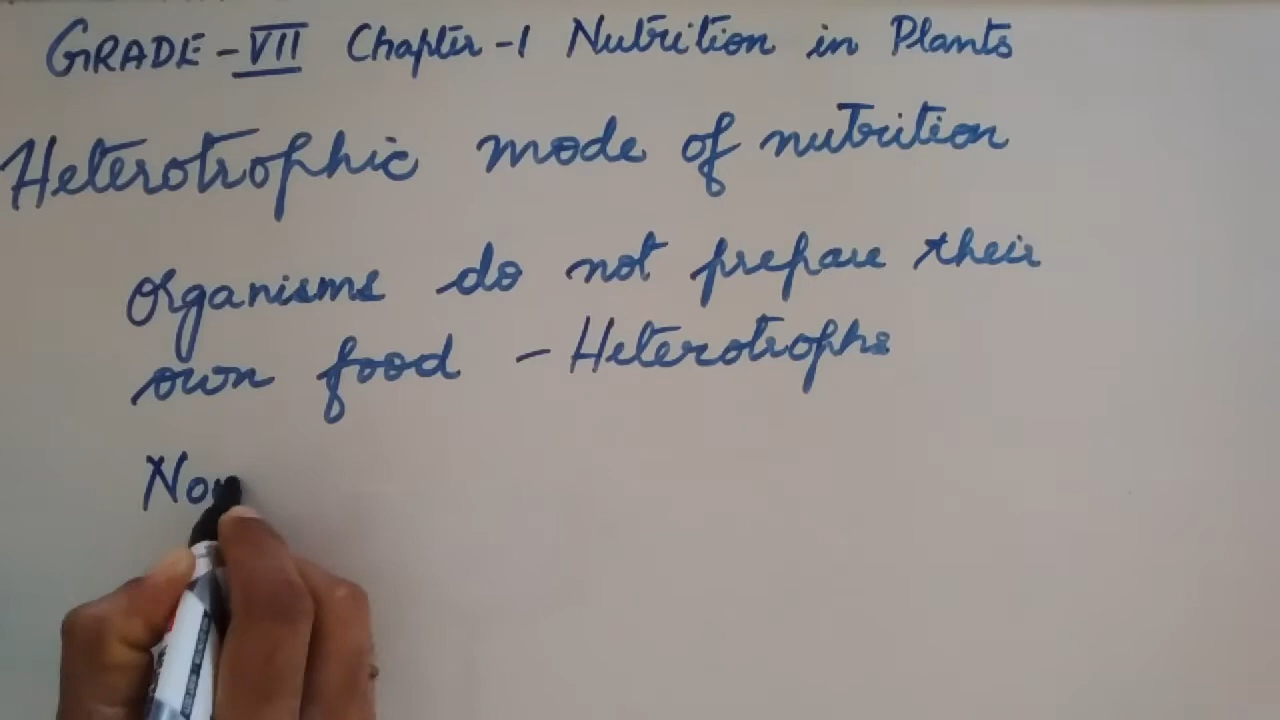 GRADE-VII Chapter-1 Nutrition in Plants
Heterotrophic mode of nutrition
Organisms do not prepare their
own food - Heterotrophs